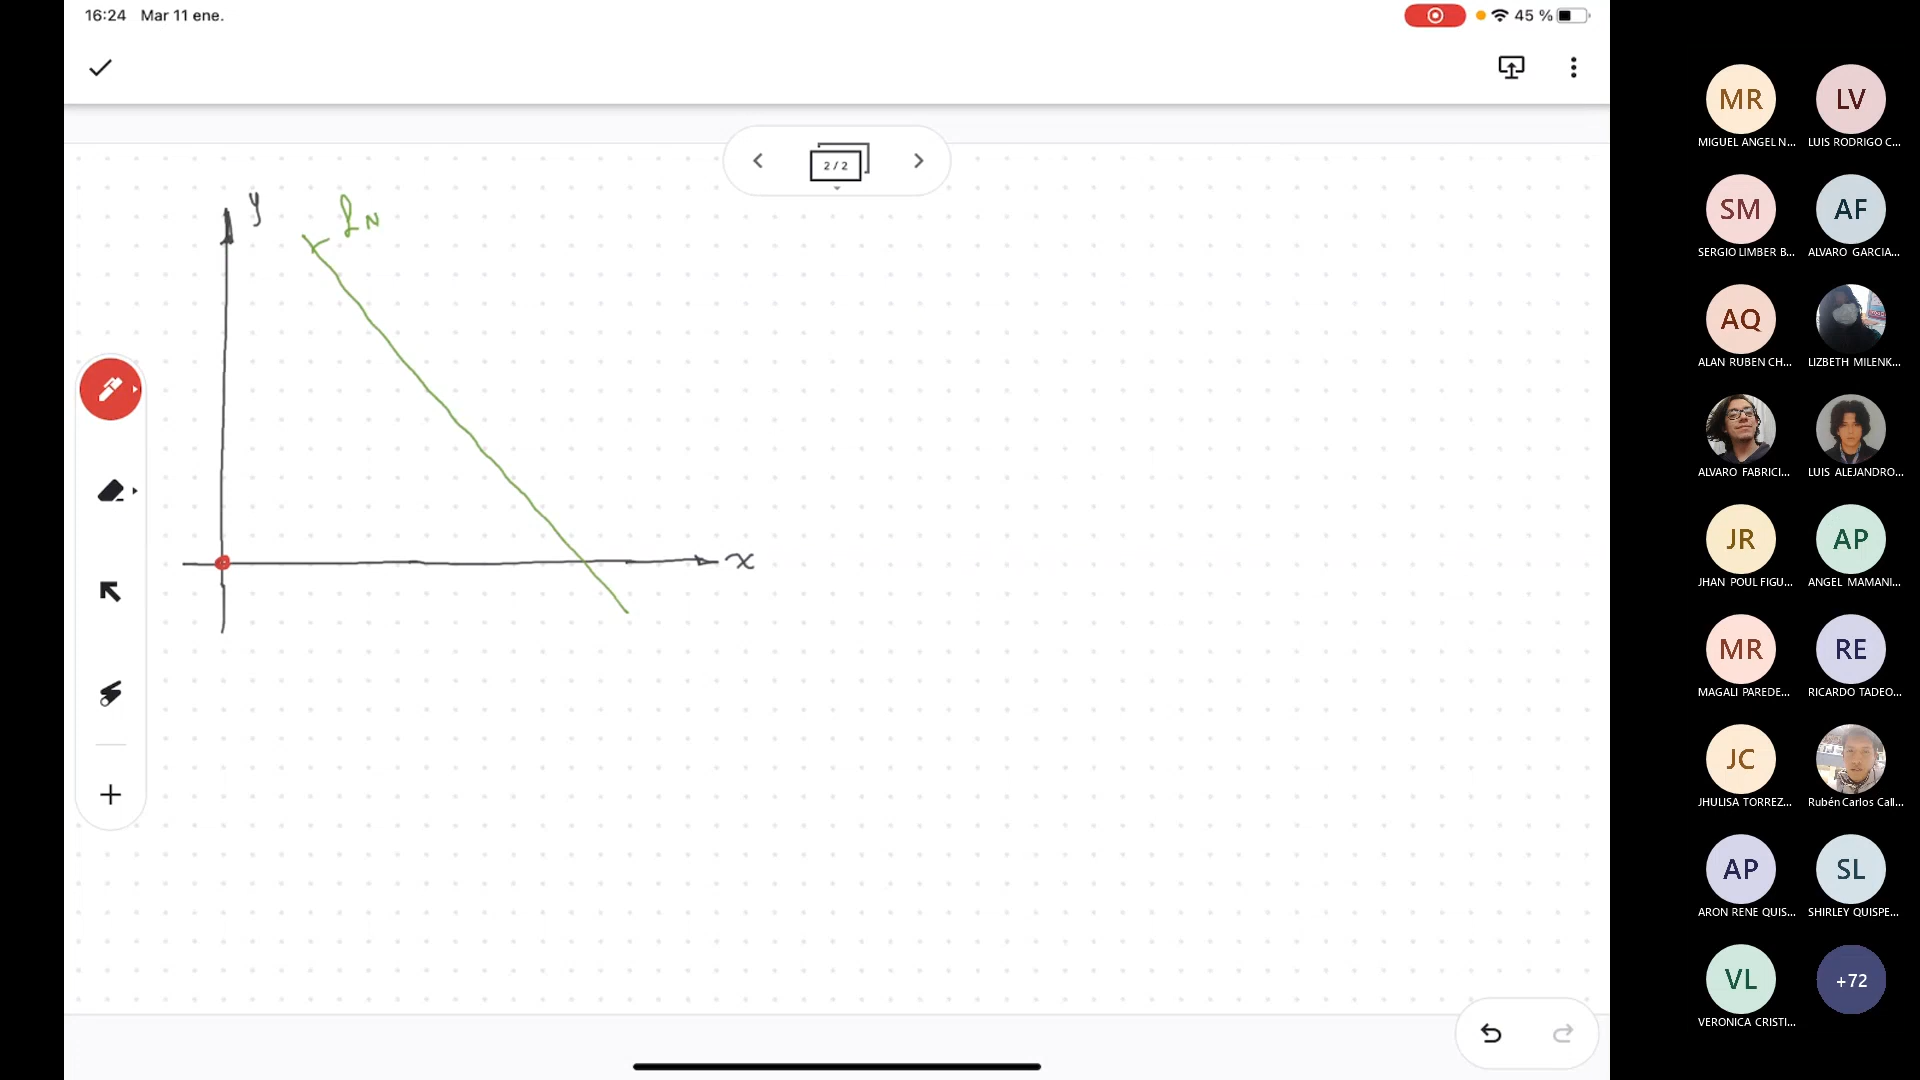 16:24 Mar 11 ene.
45 %
2 / 2
y
L N
x
MR
LV
MIGUEL ANGEL N...
LUIS RODRIGO C...
SM
AF
SERGIO LIMBER B...
ALVARO GARCIA...
AQ
ALAN RUBEN CH...
LIZBETH MILENK...
ALVARO FABRICI...
LUIS ALEJANDRO...
JR
AP
JHAN POUL FIGU...
ANGEL MAMANI...
MR
RE
MAGALI PAREDE...
RICARDO TADEO...
JC
JHULISA TORREZ...
Rubén Carlos Call...
AP
SL
ARON RENE QUIS...
SHIRLEY QUISPE...
VL
+72
VERONICA CRISTI...